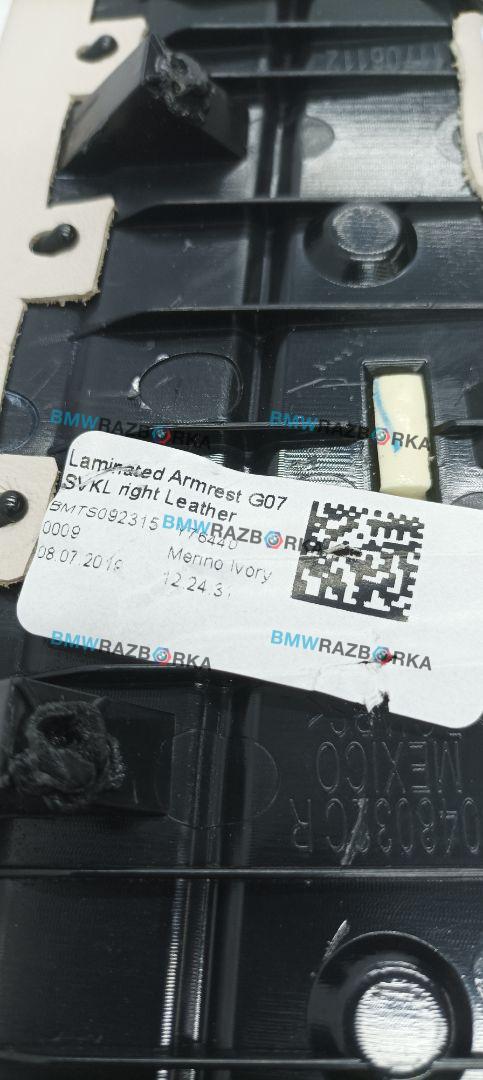 Laminated Armrest G07
SVKL right Leather
SMTS092315
0009 Merino Ivory
08.07.2019 12.24.3
BMWRAZBORKA
BMWRAZBORKA
BMWRAZBORKA
BMWRAZBORKA
BMWRAZBORKA
MEXICO